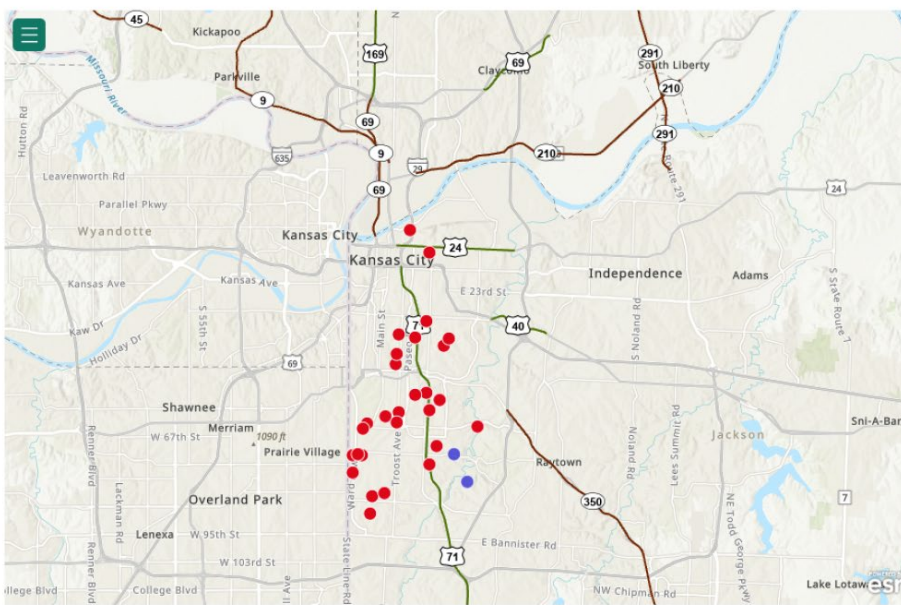 45
Kickapoo
N
169
69
291
South Liberty
Claycomo
Parkville
Missouri River
9
210
Hutton Rd
69
291
635
9
210
29
Leavenworth Rd
69
24
Parallel Pkwy
Wyandotte
Kansas City
24
Kansas City
Independence
Adams
Kansas Ave
Kansas Ave
E 23rd St
S State Route 7
S 55th St
Main St
71
40
Kaw Dr
Holliday Dr
Paseo
S Noland Rd
69
Shawnee
Merriam
W 67th St
1090 ft
Prairie Village
Troost Ave
Noland Rd
Lees Summit Rd
Sni-A-Bar
Jackson
Renner Blvd
Raytown
Ward
Overland Park
350
7
Lackman Rd
W 95th St
Lenexa
E Bannister Rd
State Line Rd
NE Todd George Pkwy
W 103rd St
71
Renner Blvd
College Blvd
College Blvd
NW Chipman Rd
Lake Lotaw
esri